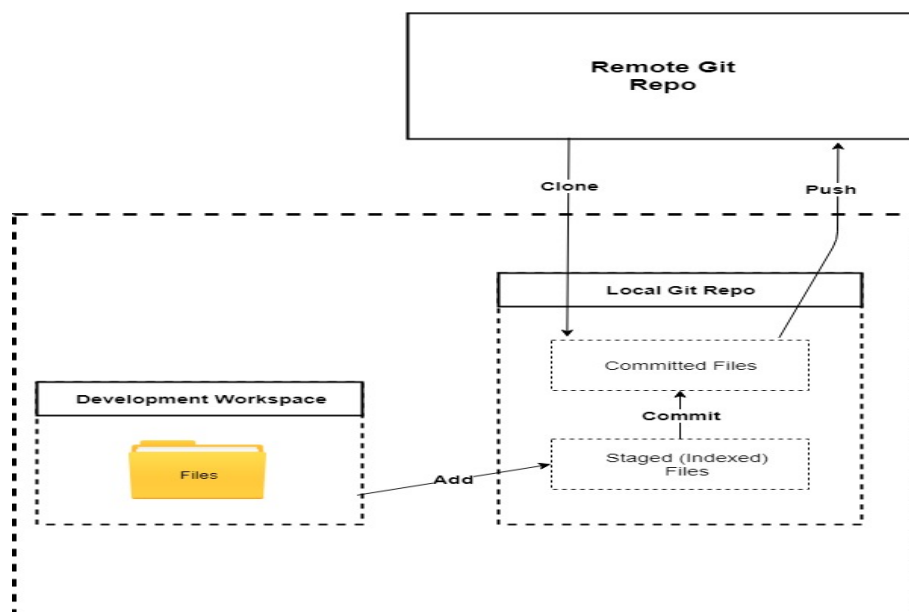 Remote Git
Repo
Clone
Push
Local Git Repo
Committed Files
Development Workspace
Commit
Files
Staged (Indexed)
Files
Add